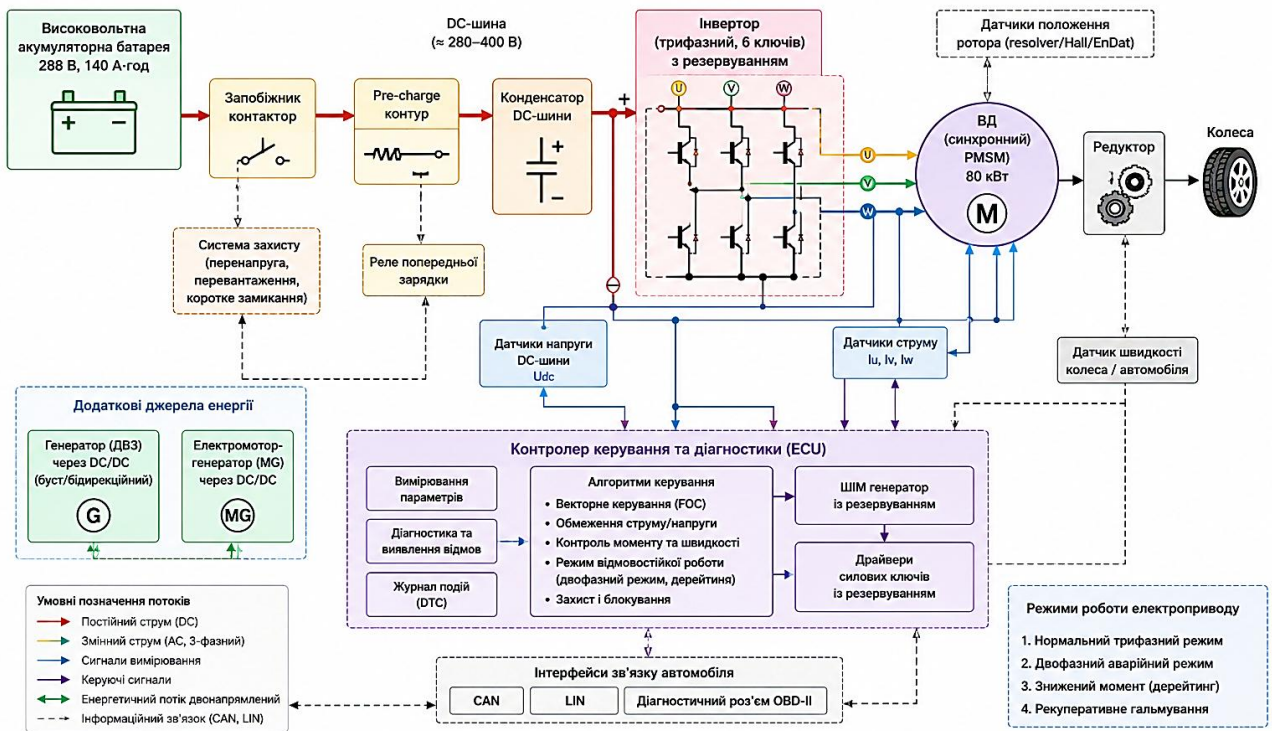 Високовольтна
акумуляторна батарея
288 В, 140 А·год
+ −
Запобіжник
контактор
Pre-charge
контур
DC-шина
(≈ 280–400 В)
Конденсатор
DC-шини
+
−
+
Інвертор
(трифазний, 6 ключів)
з резервуванням
U V W
U
V
W
Датчики положення
ротора (resolver/Hall/EnDat)
ВД
(синхронний)
PMSM)
80 кВт
M
Редуктор
Колеса
Система захисту
(перенапруга,
перевантаження,
коротке замикання)
Реле попередньої
зарядки
Датчики напруги
DC-шини
Udc
Датчики струму
Iu, Iv, Iw
Датчик швидкості
колеса / автомобіля
Додаткові джерела енергії
Генератор (ДВЗ)
через DC/DC
(буст/бідирекційний)
G
Електромотор-
генератор (MG)
через DC/DC
MG
Контролер керування та діагностики (ECU)
Вимірювання
параметрів
Діагностика та
виявлення відмов
Журнал подій
(DTC)
Алгоритми керування
• Векторне керування (FOC)
• Обмеження струму/напруги
• Контроль моменту та швидкості
• Режим відмовостійкої роботи
(двофазний режим, дерейтиня)
• Захист і блокування
ШІМ генератор
із резервуванням
Драйвери
силових ключів
із резервуванням
Умовні позначення потоків
Постійний струм (DC)
Змінний струм (AC, 3-фазний)
Сигнали вимірювання
Керуючі сигнали
Енергетичний потік двонапрямлений
Інформаційний зв'язок (CAN, LIN)
Інтерфейси зв'язку автомобіля
CAN
LIN
Діагностичний роз'єм OBD-II
Режими роботи електроприводу
1. Нормальний трифазний режим
2. Двофазний аварійний режим
3. Знижений момент (дерейтинг)
4. Рекуперативне гальмування